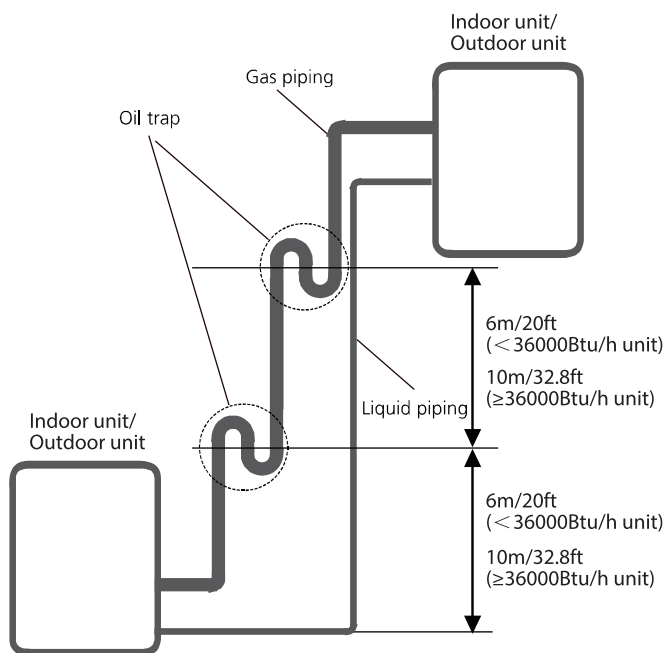 Indoor unit/
Outdoor unit
Gas piping
Oil trap
6m/20ft
(<36000Btu/h unit)
10m/32.8ft
(≥36000Btu/h unit)
Liquid piping
Indoor unit/
Outdoor unit
6m/20ft
(<36000Btu/h unit)
10m/32.8ft
(≥36000Btu/h unit)